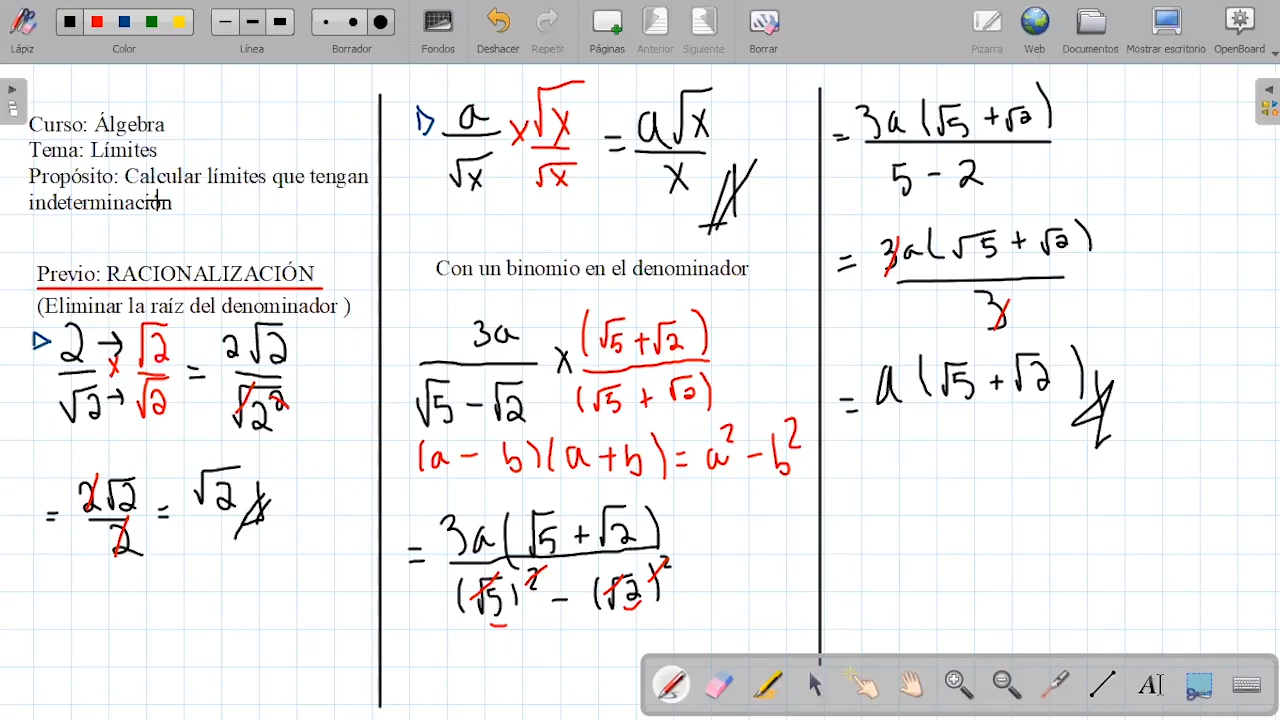 Lápiz Color Línea Borrador Fondos Deshacer Repetir Páginas Anterior Siguiente Borrar Pizarra Web Documentos Mostrar escritorio OpenBoard
Curso: Álgebra
Tema: Límites
Propósito: Calcular límites que tengan
indeterminación
Previo: RACIONALIZACIÓN
(Eliminar la raíz del denominador )
2/√2 → × → √2/√2 = 2√2/√2²
= 2√2/2 = √2
a/√x × √x/√x = a√x/x
Con un binomio en el denominador
3a/(√5 − √2) × (√5 + √2)/(√5 + √2)
(a − b)(a + b) = a² − b²
= 3a(√5 + √2)/((√5)² − (√2)²)
= 3a(√5 + √2)/(5 − 2)
= 3a(√5 + √2)/3
= a(√5 + √2)
AI